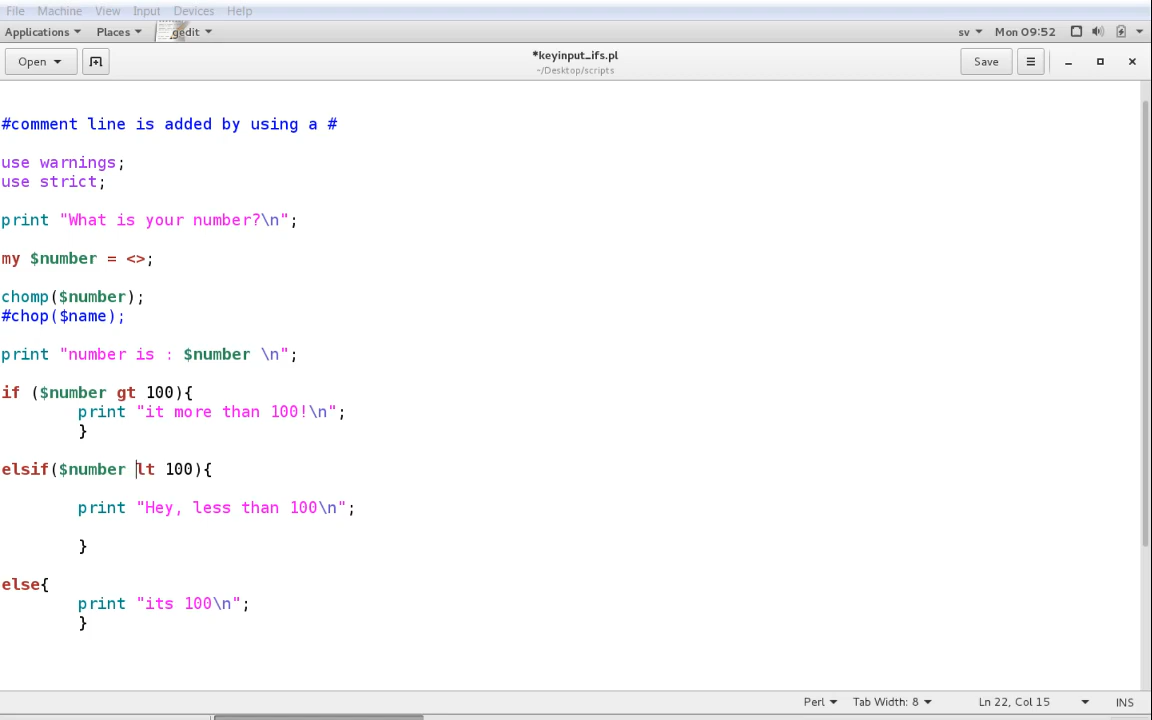 File Machine View Input Devices Help
Applications Places gedit sv Mon 09:52
Open *keyinput_ifs.pl Save
~/Desktop/scripts
#comment line is added by using a #
use warnings;
use strict;
print "What is your number?\n";
my $number = <>;
chomp($number);
#chop($name);
print "number is : $number \n";
if ($number gt 100){
print "it more than 100!\n";
}
elsif($number lt 100){
print "Hey, less than 100\n";
}
else{
print "its 100\n";
}
Perl Tab Width: 8 Ln 22, Col 15 INS